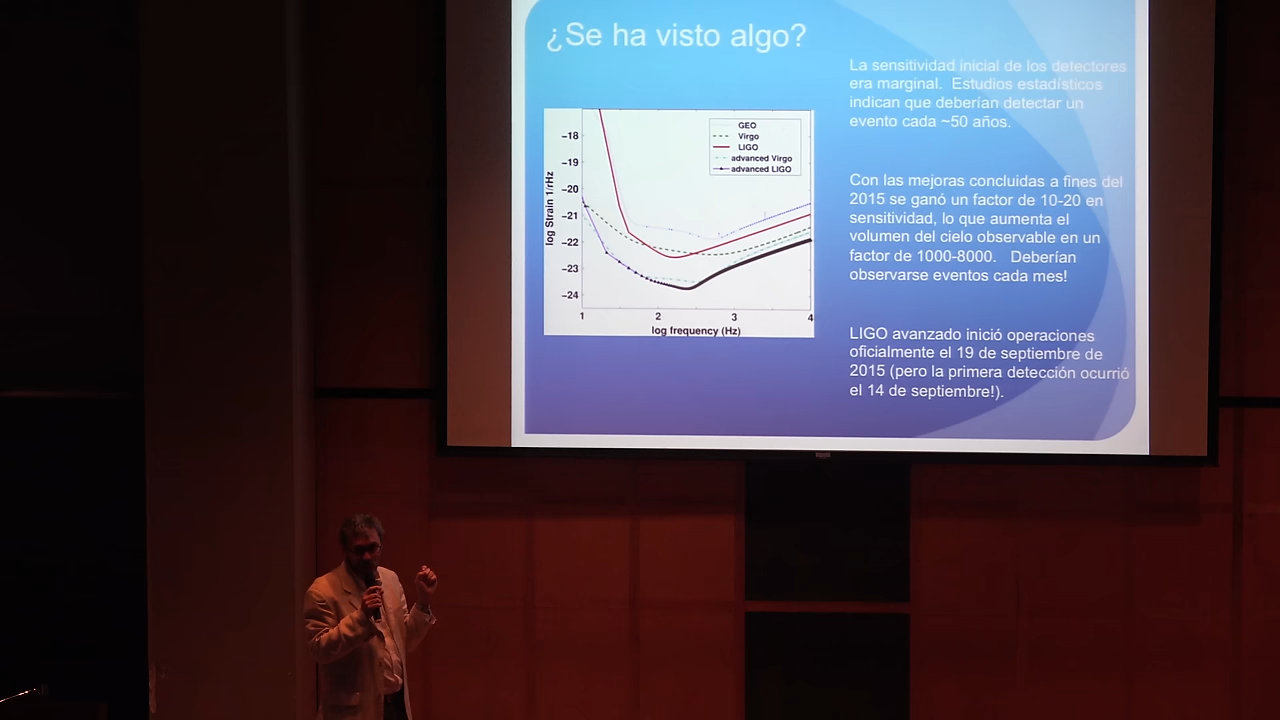 ¿Se ha visto algo?
La sensitividad inicial de los detectores
era marginal. Estudios estadísticos
indican que deberían detectar un
evento cada ~50 años.
Con las mejoras concluidas a fines del
2015 se ganó un factor de 10-20 en
sensitividad, lo que aumenta el
volumen del cielo observable en un
factor de 1000-8000. Deberían
observarse eventos cada mes!
LIGO avanzado inició operaciones
oficialmente el 19 de septiembre de
2015 (pero la primera detección ocurrió
el 14 de septiembre!).
GEO
Virgo
LIGO
advanced Virgo
advanced LIGO
log Strain 1/rHz
−18
−19
−20
−21
−22
−23
−24
1 2 3 4
log frequency (Hz)